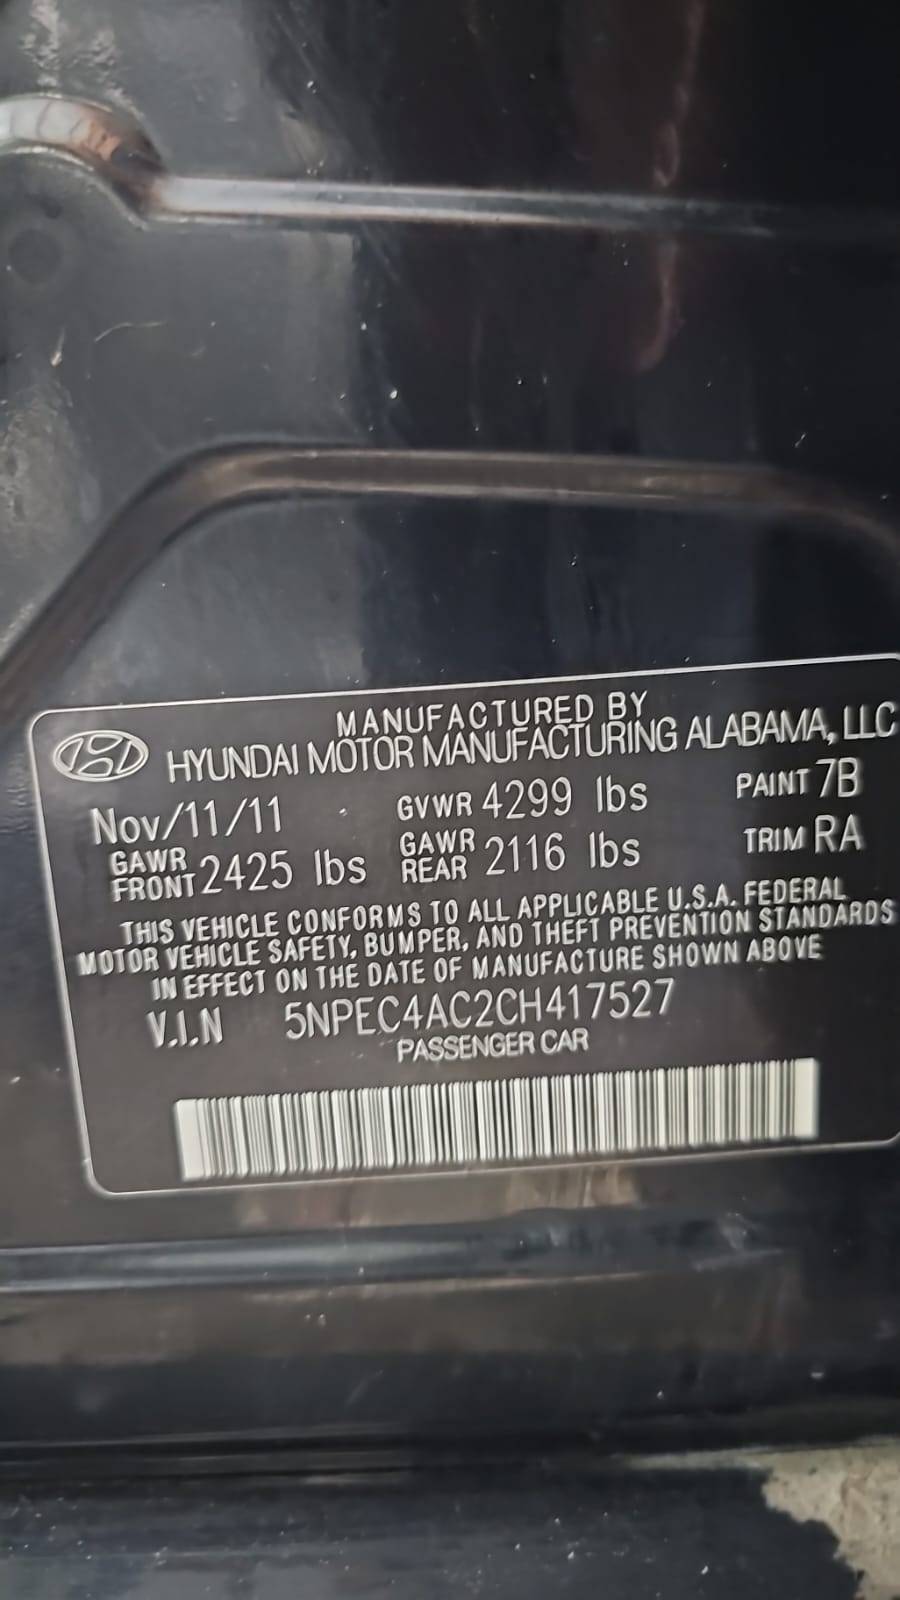 MANUFACTURED BY
HYUNDAI MOTOR MANUFACTURING ALABAMA, LLC
Nov/11/11 GVWR 4299 lbs PAINT 7B
GAWR FRONT 2425 lbs GAWR REAR 2116 lbs TRIM RA
THIS VEHICLE CONFORMS TO ALL APPLICABLE U.S.A. FEDERAL
MOTOR VEHICLE SAFETY, BUMPER, AND THEFT PREVENTION STANDARDS
IN EFFECT ON THE DATE OF MANUFACTURE SHOWN ABOVE
V.I.N 5NPEC4AC2CH417527
PASSENGER CAR